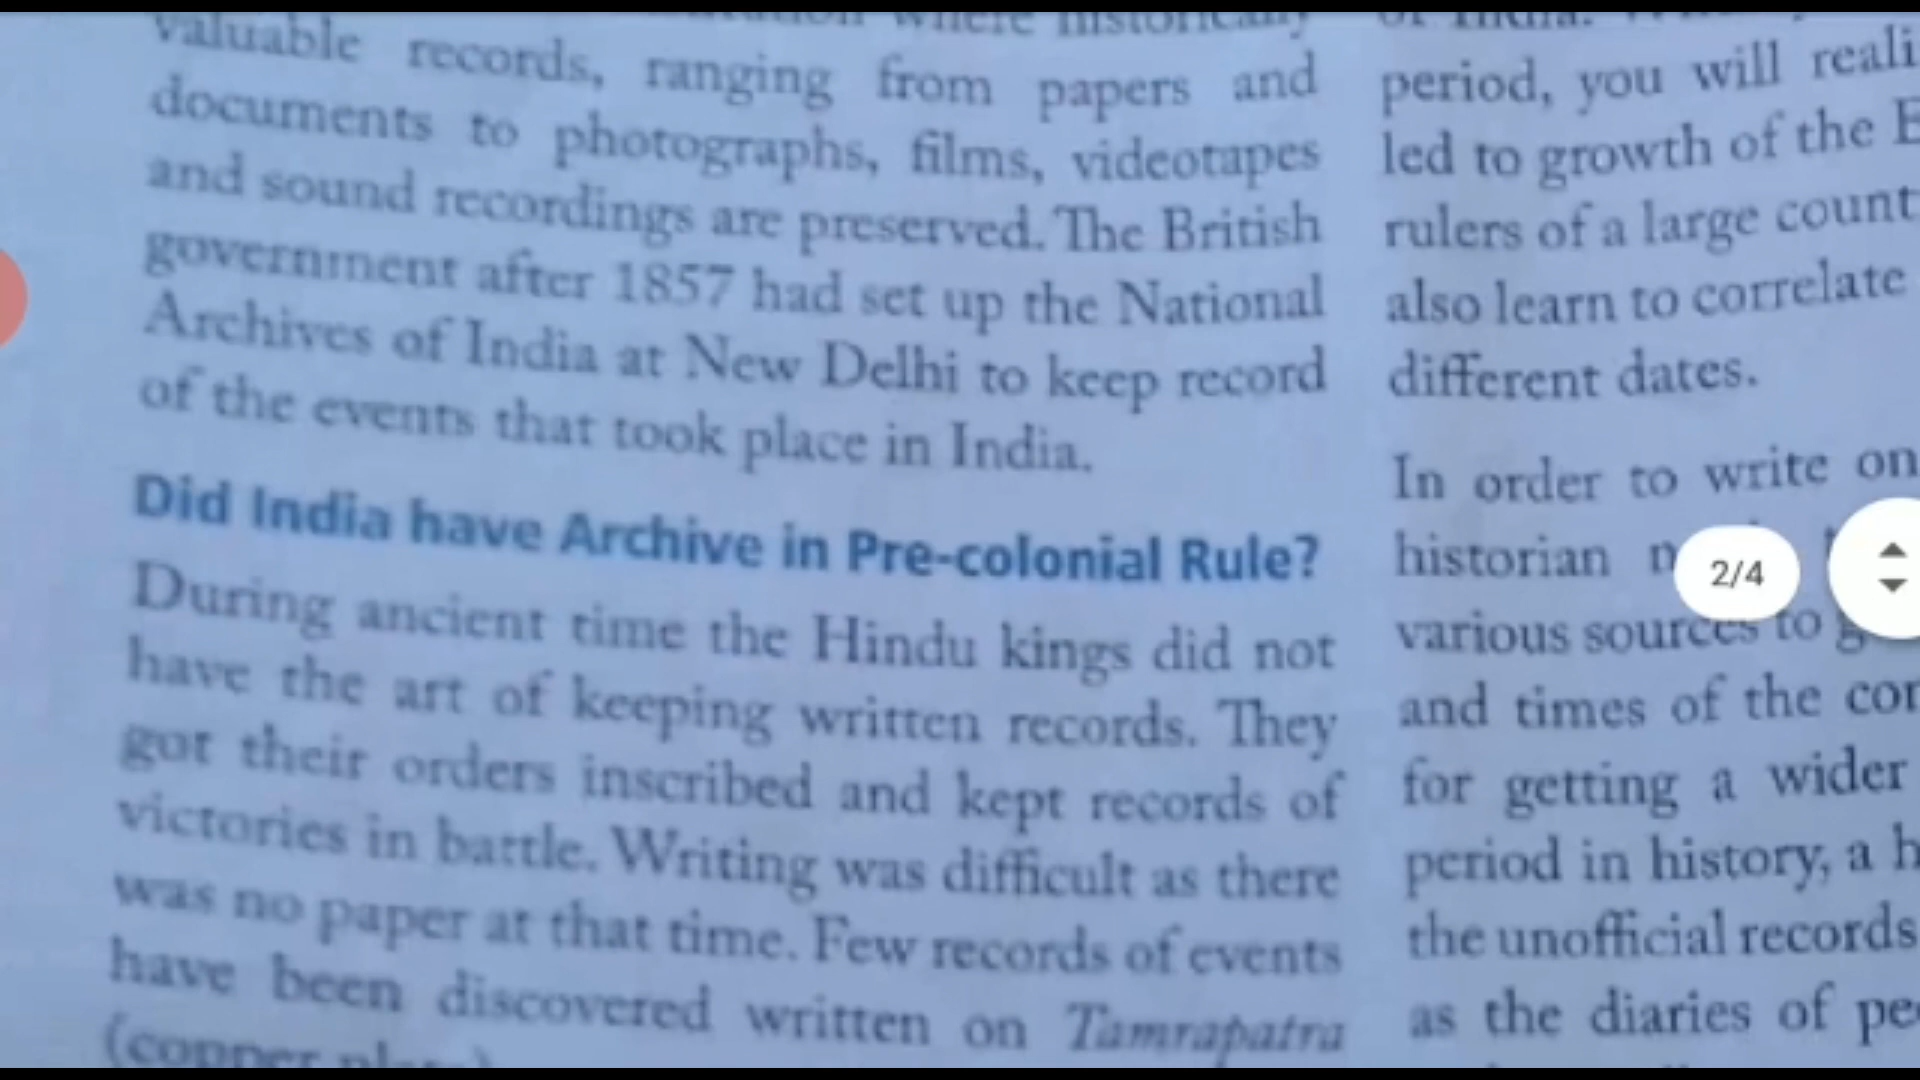 valuable records, ranging from papers and
documents to photographs, films, videotapes
and sound recordings are preserved. The British
government after 1857 had set up the National
Archives of India at New Delhi to keep record
of the events that took place in India.
Did India have Archive in Pre-colonial Rule?
During ancient time the Hindu kings did not
have the art of keeping written records. They
got their orders inscribed and kept records of
victories in battle. Writing was difficult as there
was no paper at that time. Few records of events
have been discovered written on Tamrapatra
period, you will
led to growth of the
rulers of a large
also learn to correlate
different dates.
In order to write on
historian
various sources to
and times of the
for getting a wider
period in history, a
the unofficial records
as the diaries of
2/4